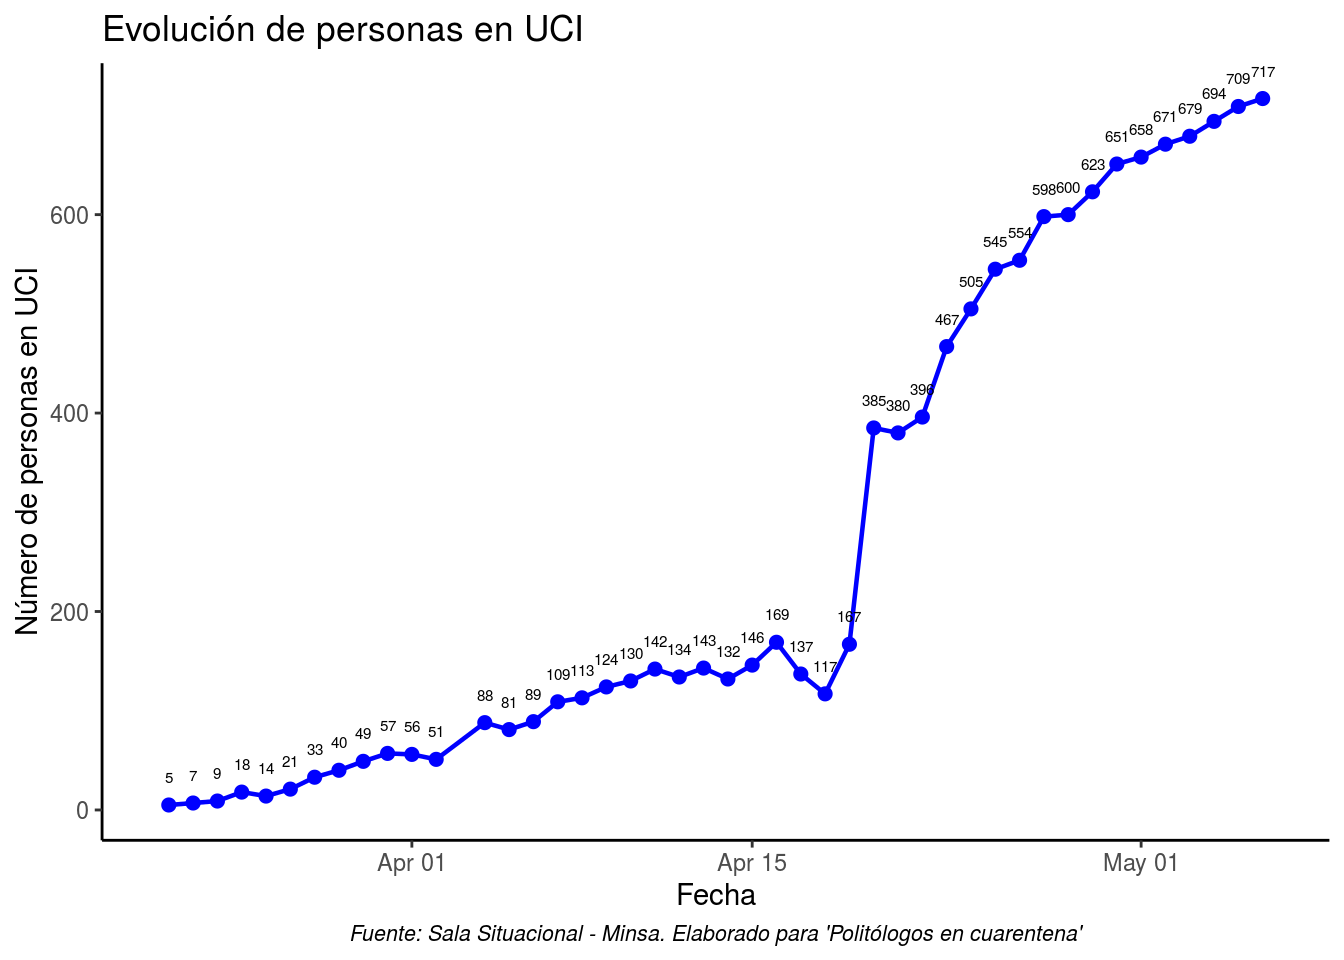 Evolución de personas en UCI
Número de personas en UCI
600
400
200
0
5 7 9 18 14 21 33 40 49 57 56 51 88 81 89 109 113 124 130 142 134 143 132 146 169 137 117 167 385 380 396 467 505 545 554 598 600 623 651 658 671 679 694 709 717
Apr 01 Apr 15 May 01
Fecha
Fuente: Sala Situacional - Minsa. Elaborado para 'Politólogos en cuarentena'